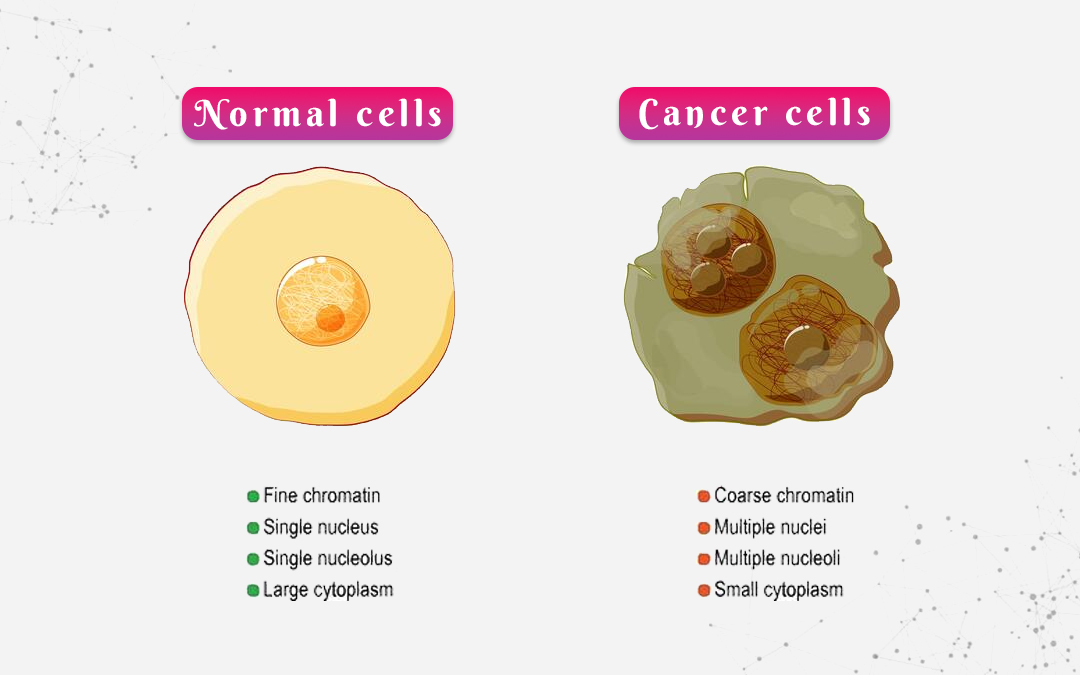 Normal cells
Cancer cells
Fine chromatin
Single nucleus
Single nucleolus
Large cytoplasm
Coarse chromatin
Multiple nuclei
Multiple nucleoli
Small cytoplasm